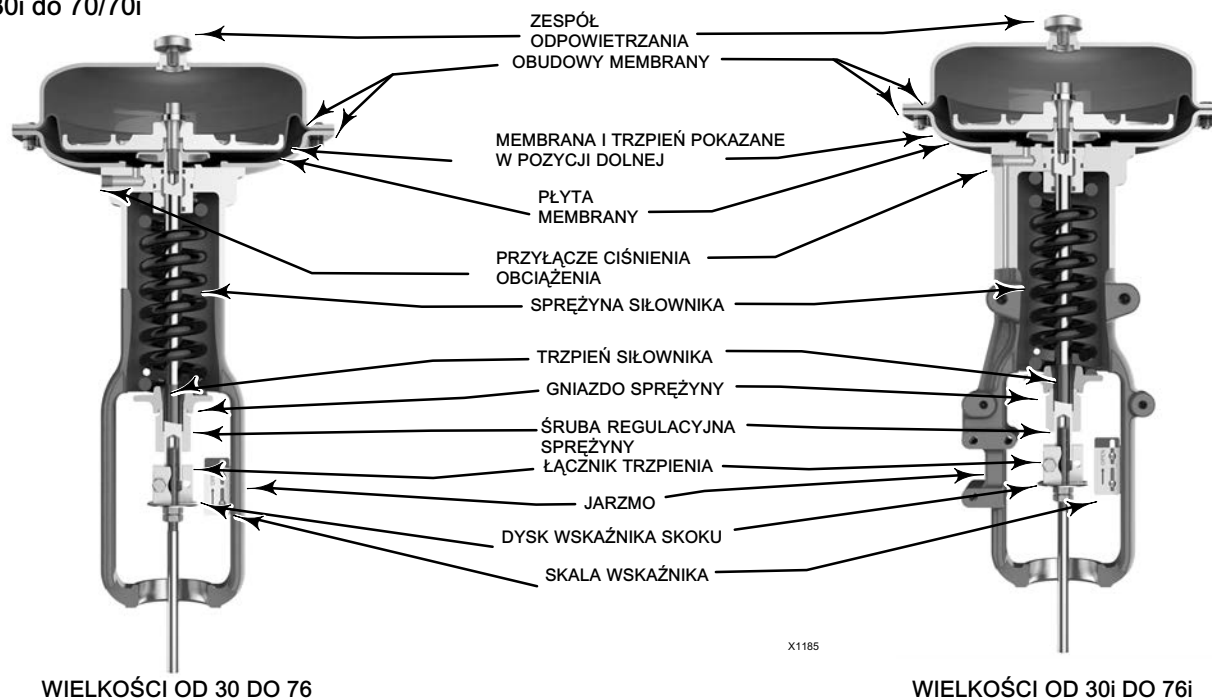 30i do 70/70i
ZESPÓŁ
ODPOWIETRZANIA
OBUDOWY MEMBRANY
MEMBRANA I TRZPIEŃ POKAZANE
W POZYCJI DOLNEJ
PŁYTA
MEMBRANY
PRZYŁĄCZE CIŚNIENIA
OBCIĄŻENIA
SPRĘŻYNA SIŁOWNIKA
TRZPIEŃ SIŁOWNIKA
GNIAZDO SPRĘŻYNY
ŚRUBA REGULACYJNA
SPRĘŻYNY
ŁĄCZNIK TRZPIENIA
JARZMO
DYSK WSKAŹNIKA SKOKU
SKALA WSKAŹNIKA
X1185
WIELKOŚCI OD 30 DO 76
WIELKOŚCI OD 30i DO 76i